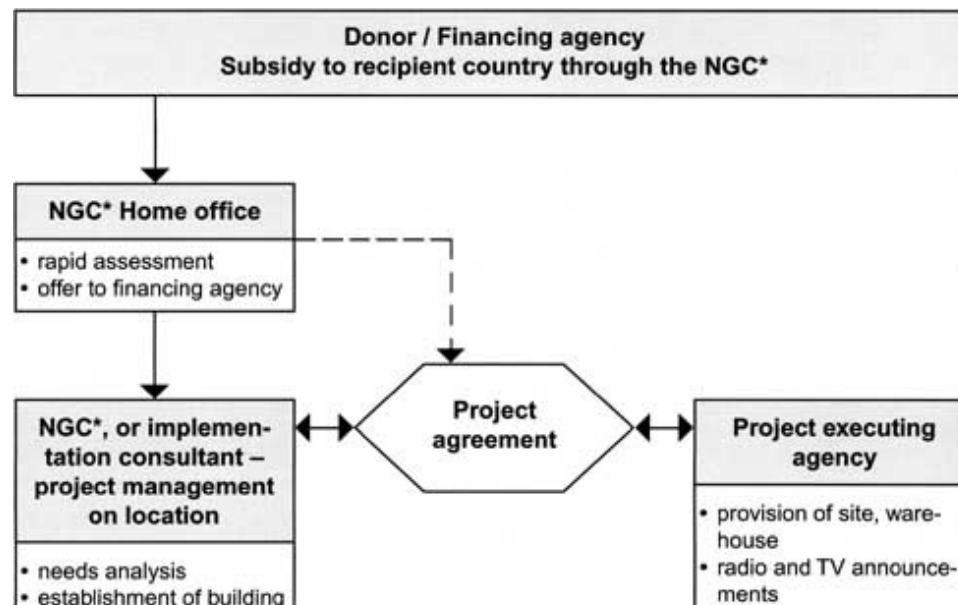 Donor / Financing agency
Subsidy to recipient country through the NGC*
NGC* Home office
• rapid assessment
• offer to financing agency
NGC*, or implemen-
tation consultant –
project management
on location
• needs analysis
• establishment of building
Project
agreement
Project executing
agency
• provision of site, ware-
house
• radio and TV announce-
ments